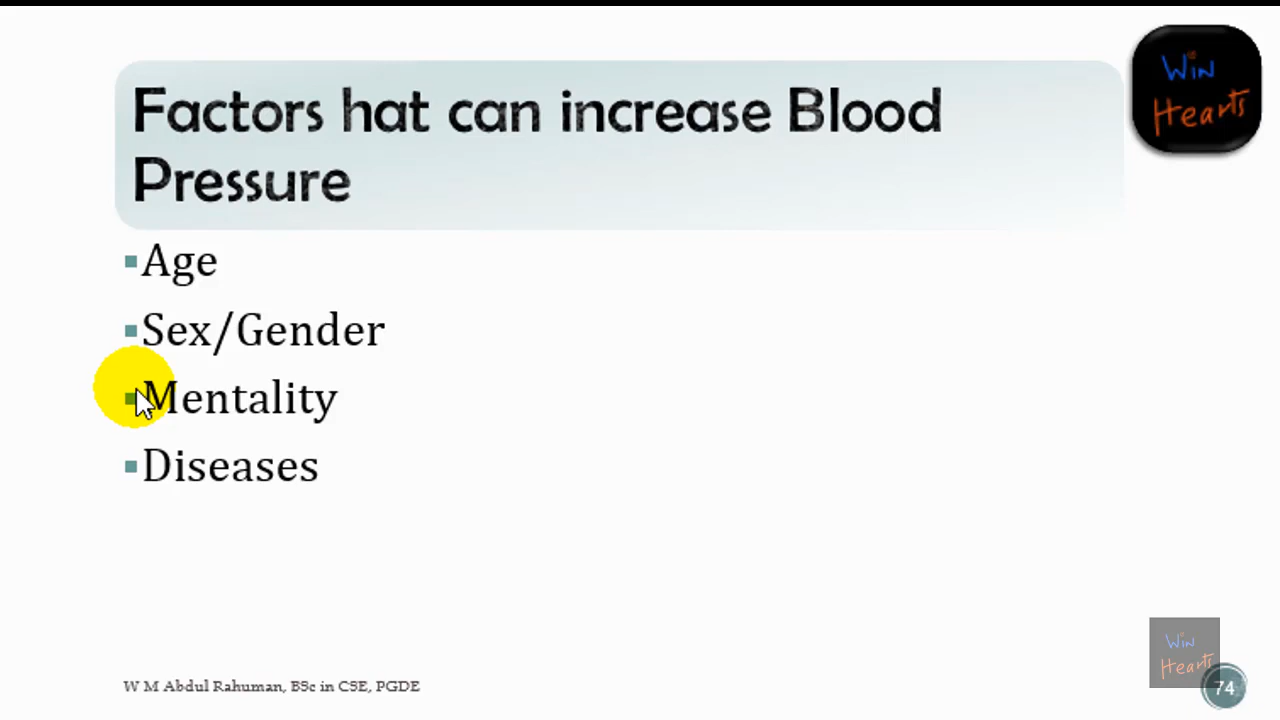 Win
Hearts
Factors hat can increase Blood
Pressure
Age
Sex/Gender
Mentality
Diseases
Win
Hearts
W M Abdul Rahuman, BSc in CSE, PGDE
74